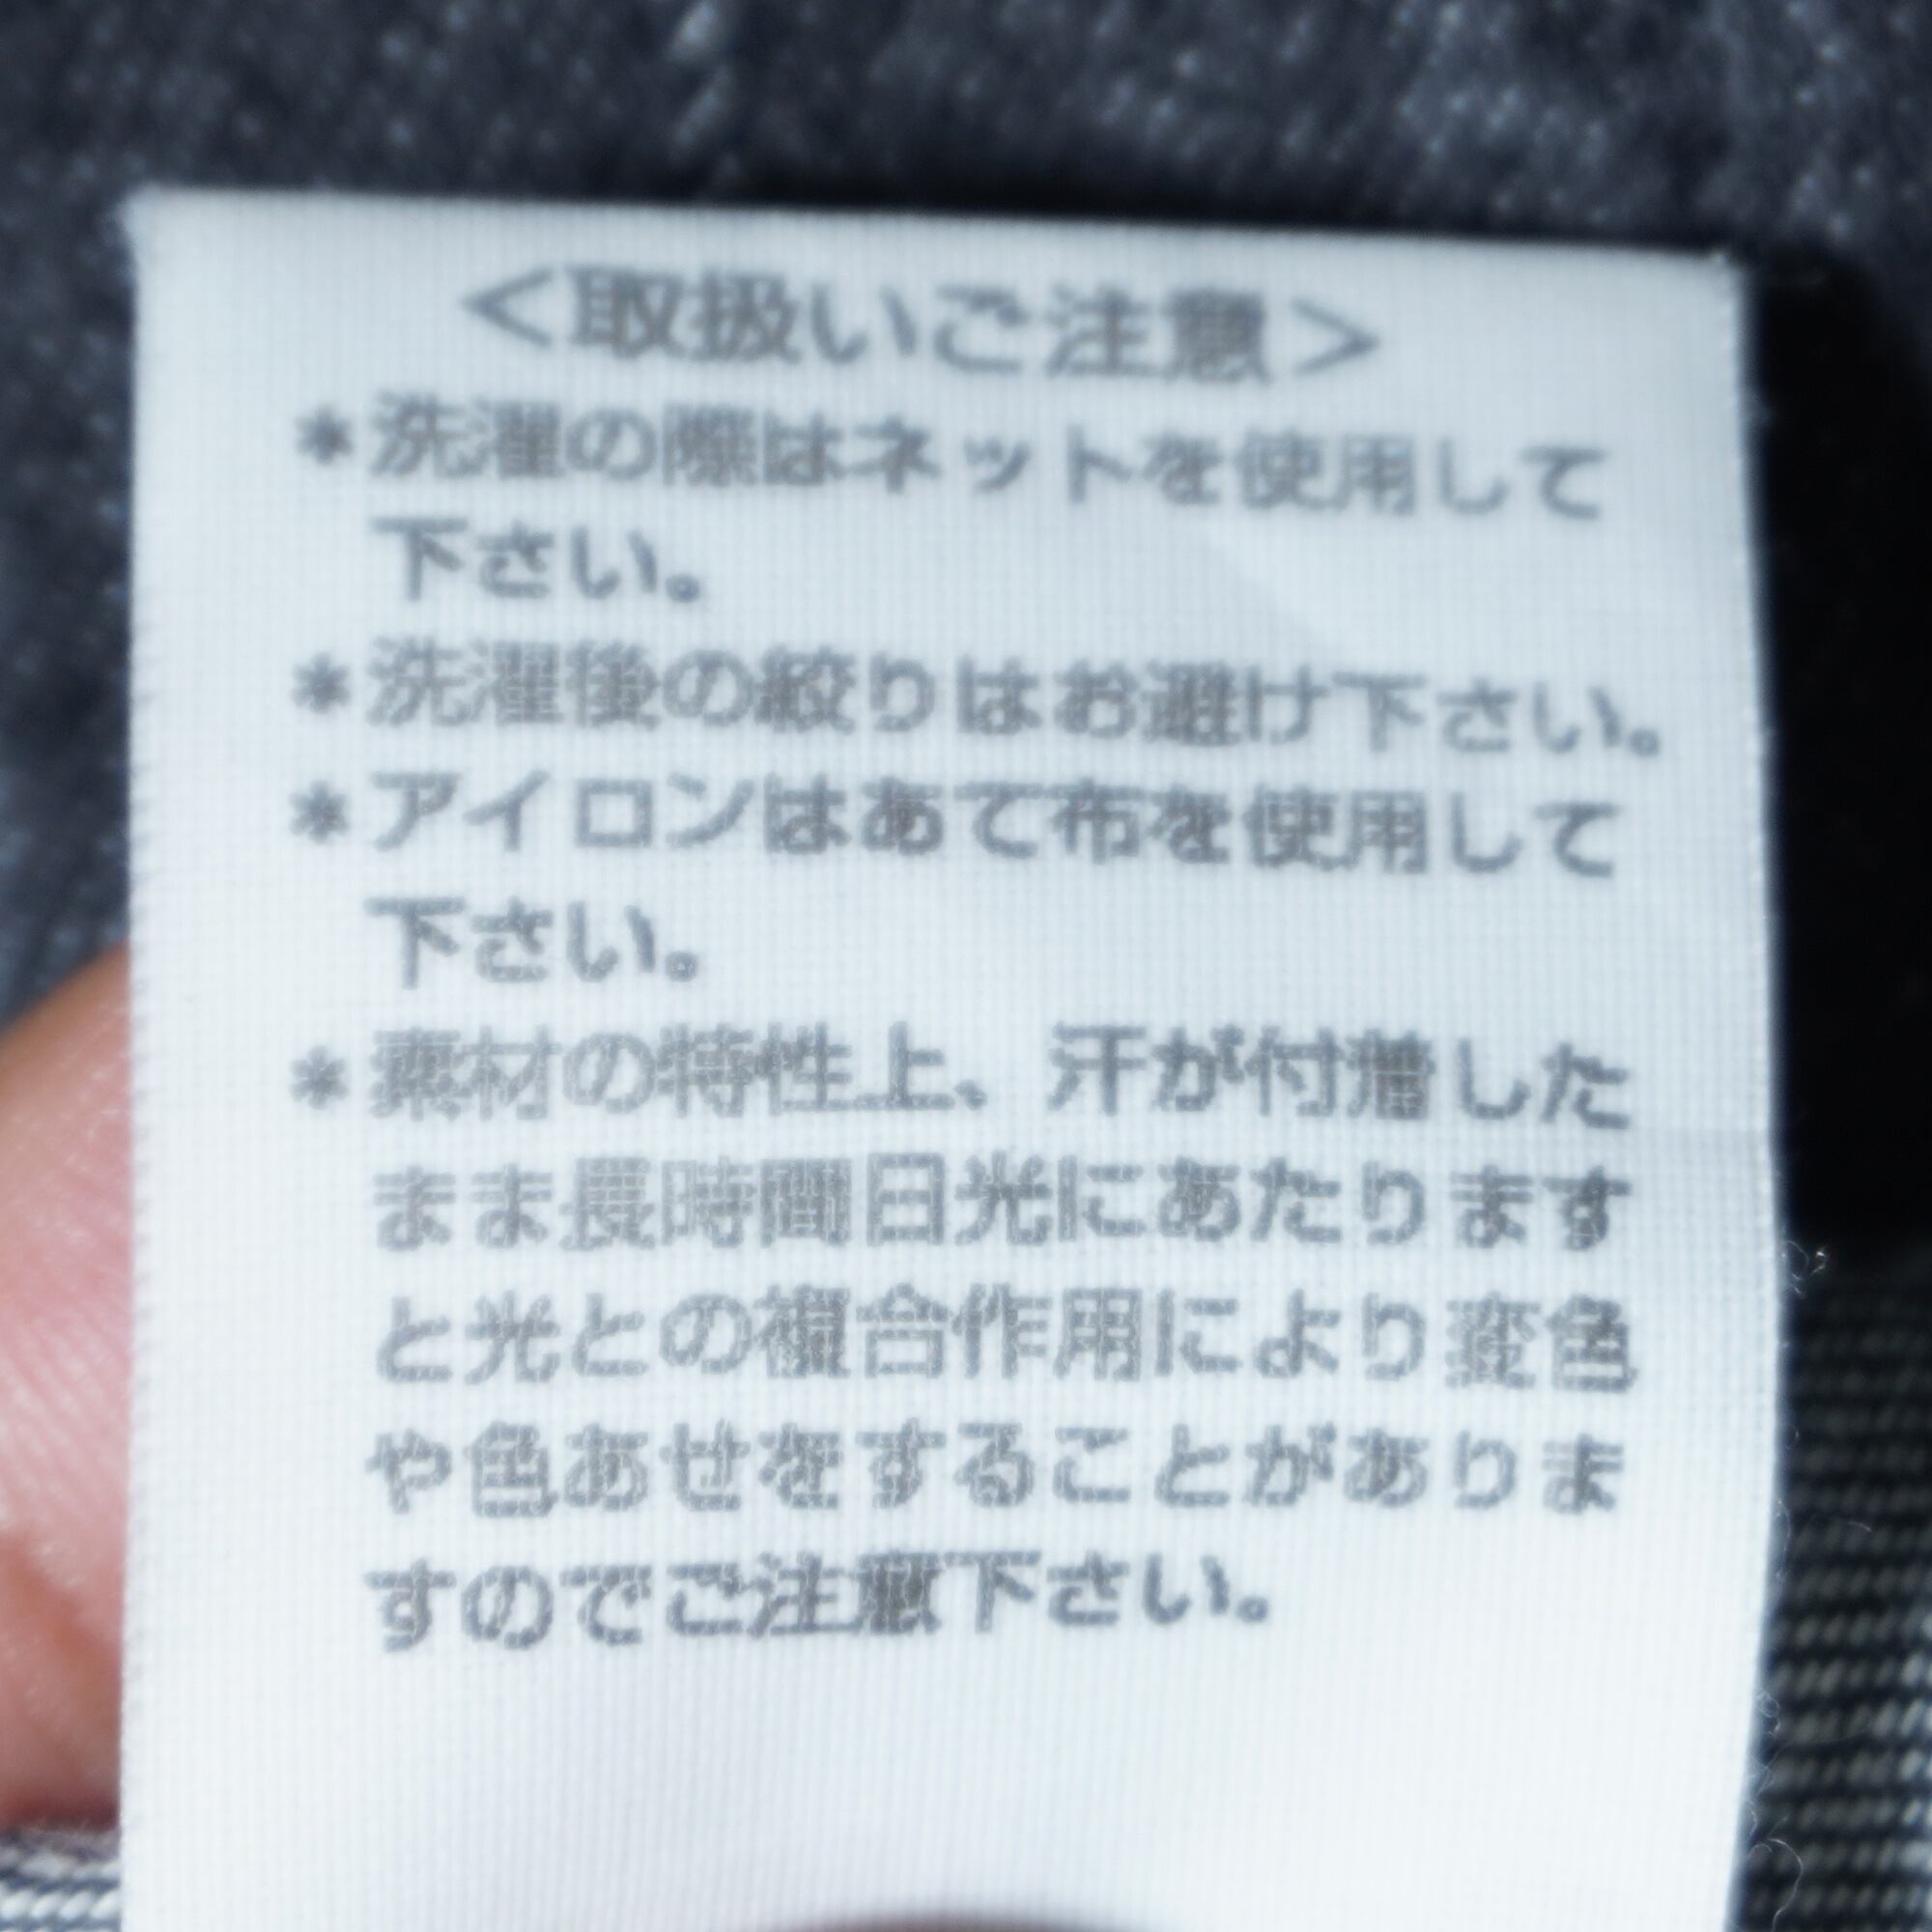 <取扱いご注意>
*洗濯の際はネットを使用して
下さい。
*洗濯後の絞りはお避け下さい。
*アイロンはあて布を使用して
下さい。
*素材の特性上、汗が付着した
まま長時間日光にあたります
と光との複合作用により変色
や色あせをすることがありま
すのでご注意下さい。